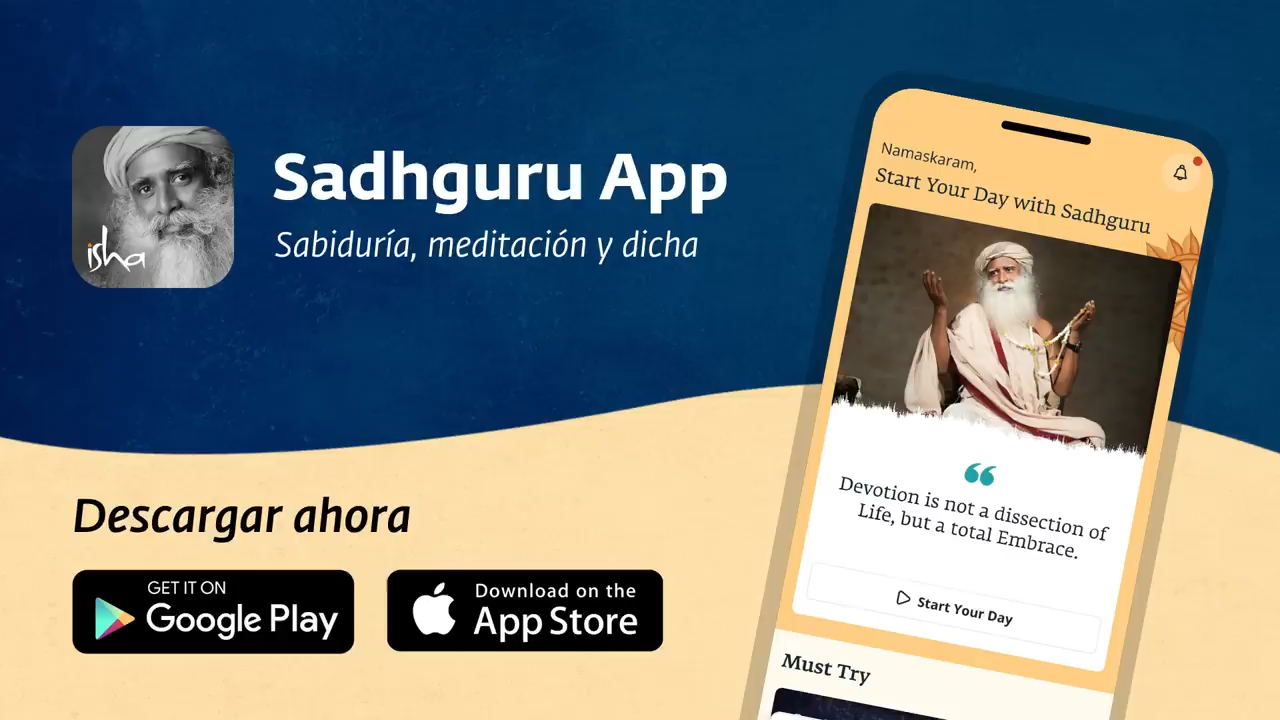 isha
Sadhguru App
Sabiduría, meditación y dicha
Descargar ahora
GET IT ON
Google Play
Download on the
App Store
Namaskaram,
Start Your Day with Sadhguru
Devotion is not a dissection of
Life, but a total Embrace.
Start Your Day
Must Try